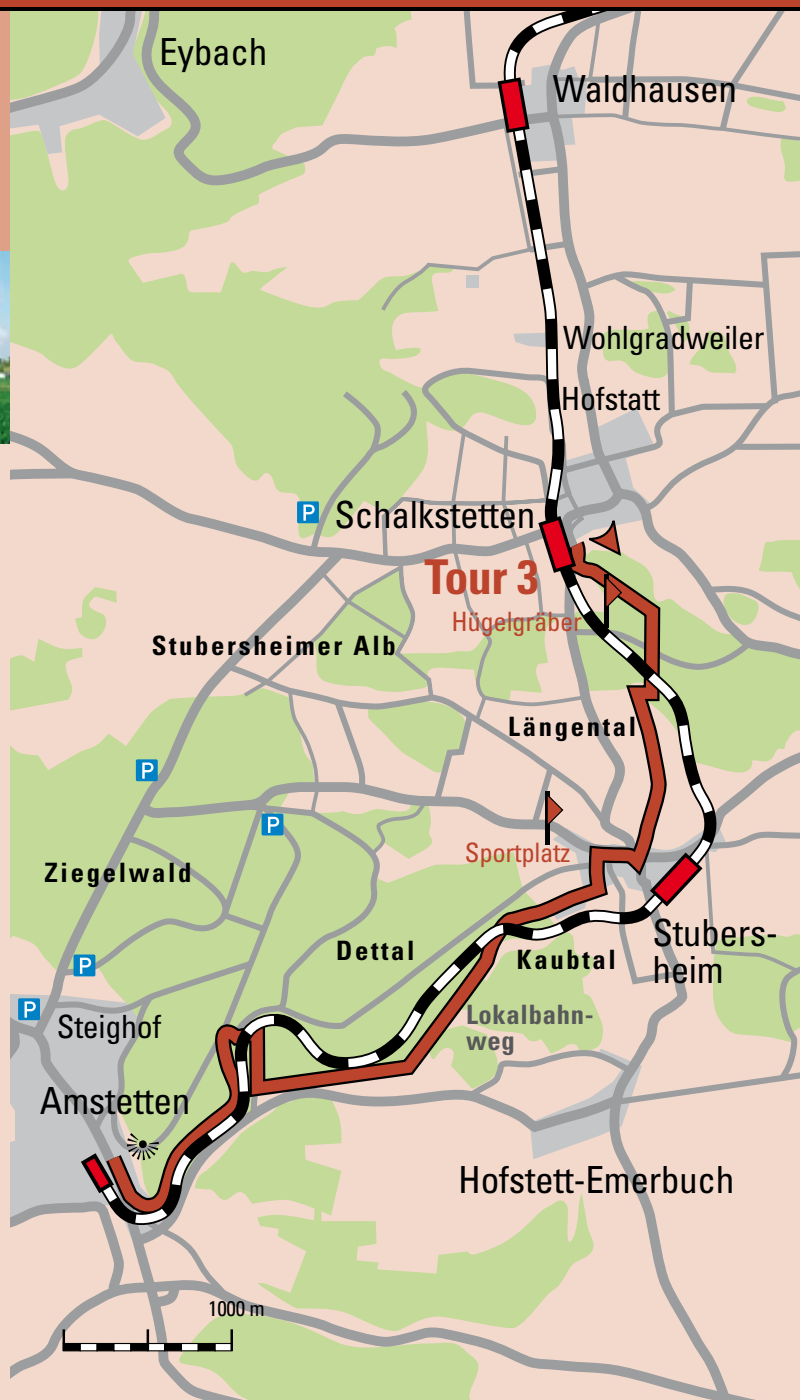 Eybach
Waldhausen
Wohlgradweiler
Hofstatt
P
Schalkstetten
Tour 3
Hügelgräber
Stubersheimer Alb
Längental
P
P
Sportplatz
Ziegelwald
Stubers-
heim
Dettal
Kaubtal
P
P
Lokalbahn-
weg
Steighof
Amstetten
Hofstett-Emerbuch
1000 m